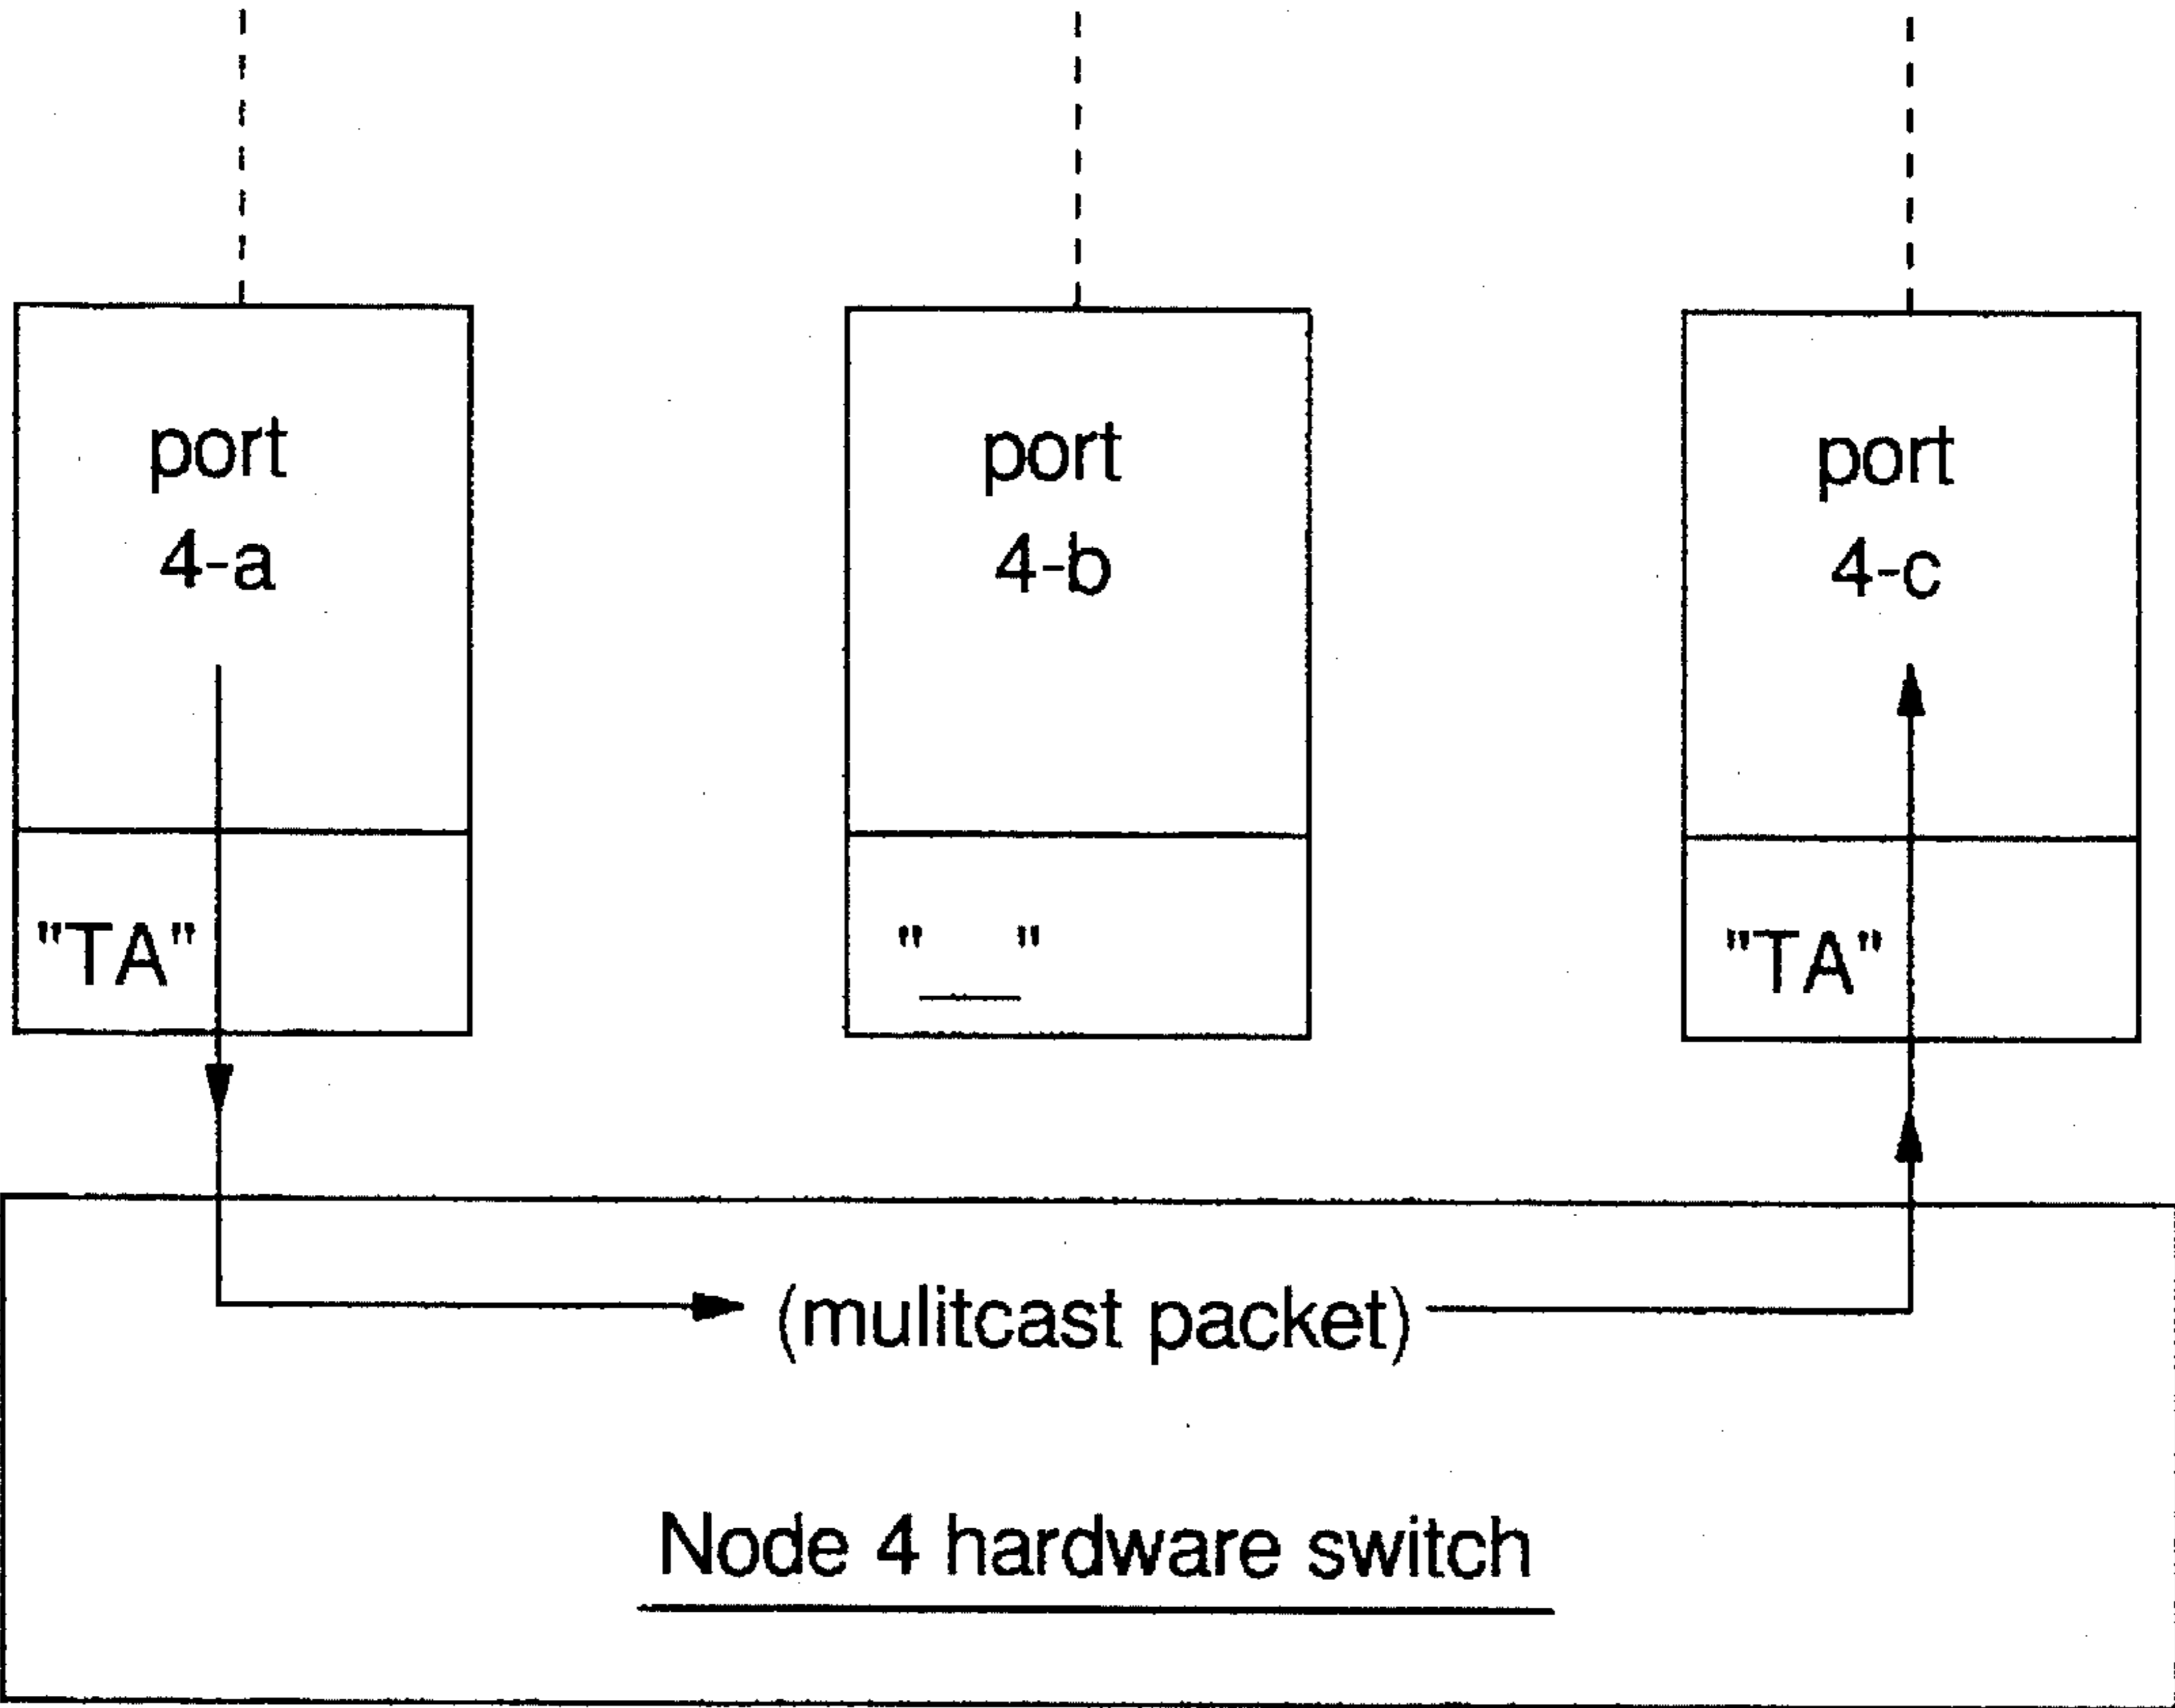 port
4-a
"TA"
port
4-b
"__"
port
4-c
"TA"
(mulitcast packet)
Node 4 hardware switch